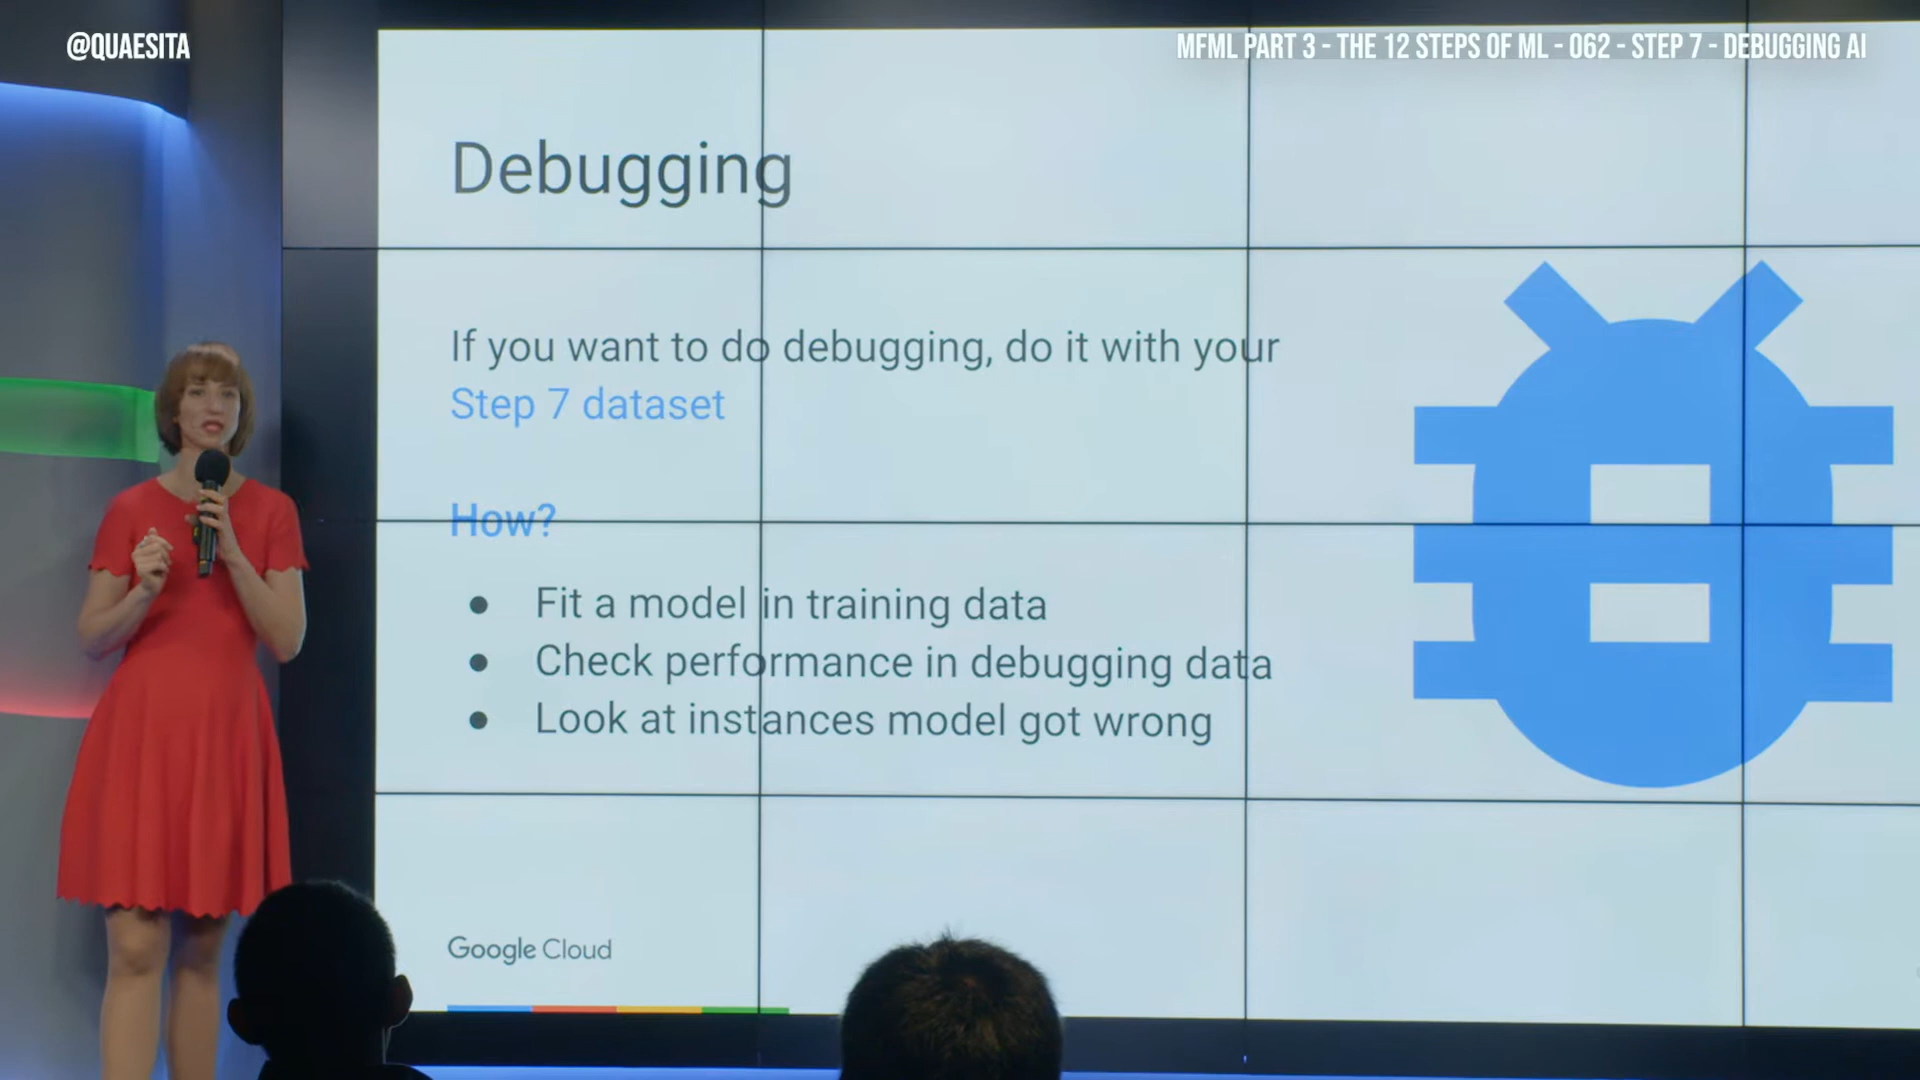 @QUAESITA
MFML PART 3 - THE 12 STEPS OF ML - 062 - STEP 7 - DEBUGGING AI
Debugging
If you want to do debugging, do it with your
Step 7 dataset
How?
● Fit a model in training data
● Check performance in debugging data
● Look at instances model got wrong
Google Cloud